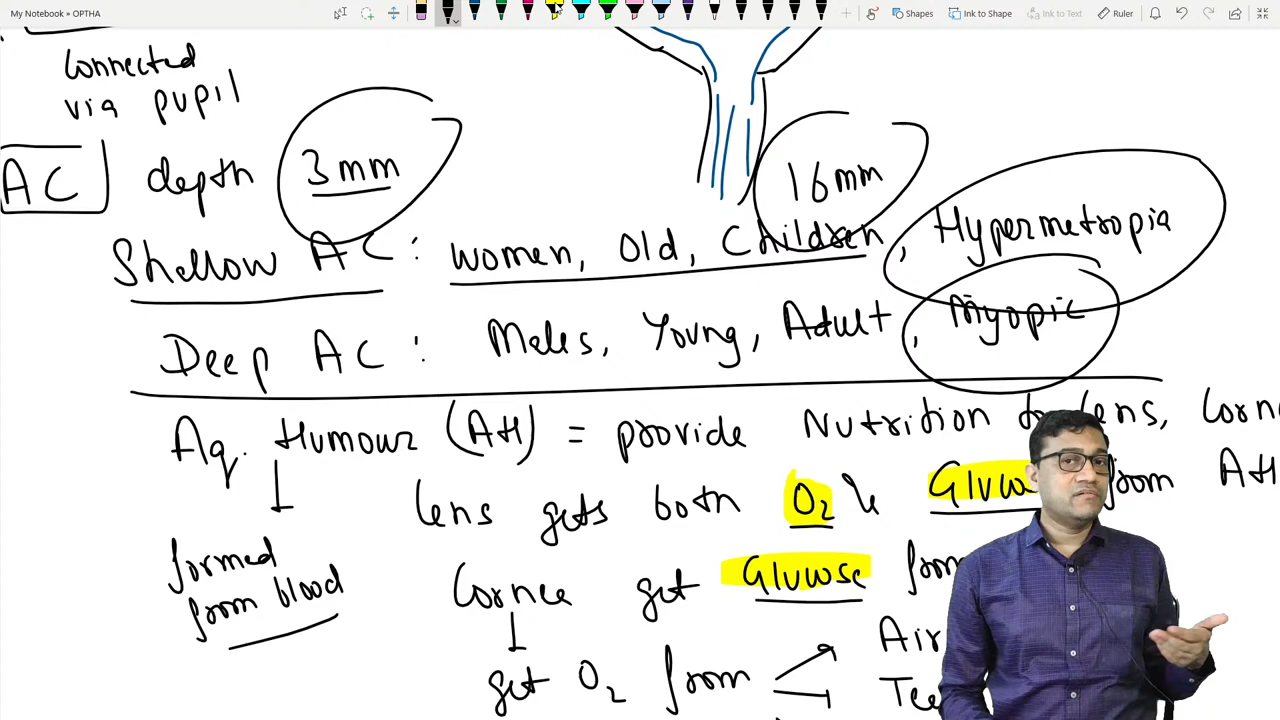 My Notebook » OPTHA
Shapes Ink to Shape Ink to Text Ruler
Connected
via pupil
AC depth 3mm 16mm
Shallow AC : women, Old, Children, Hypermetropia
Deep AC : Males, Young, Adult, Myopic
Aq. Humour (AH) = provide Nutrition to lens, Corne
lens gets both O2 & Gluco from AH
formed
from blood
Cornea get Glucose from
get O2 from Air
Tea